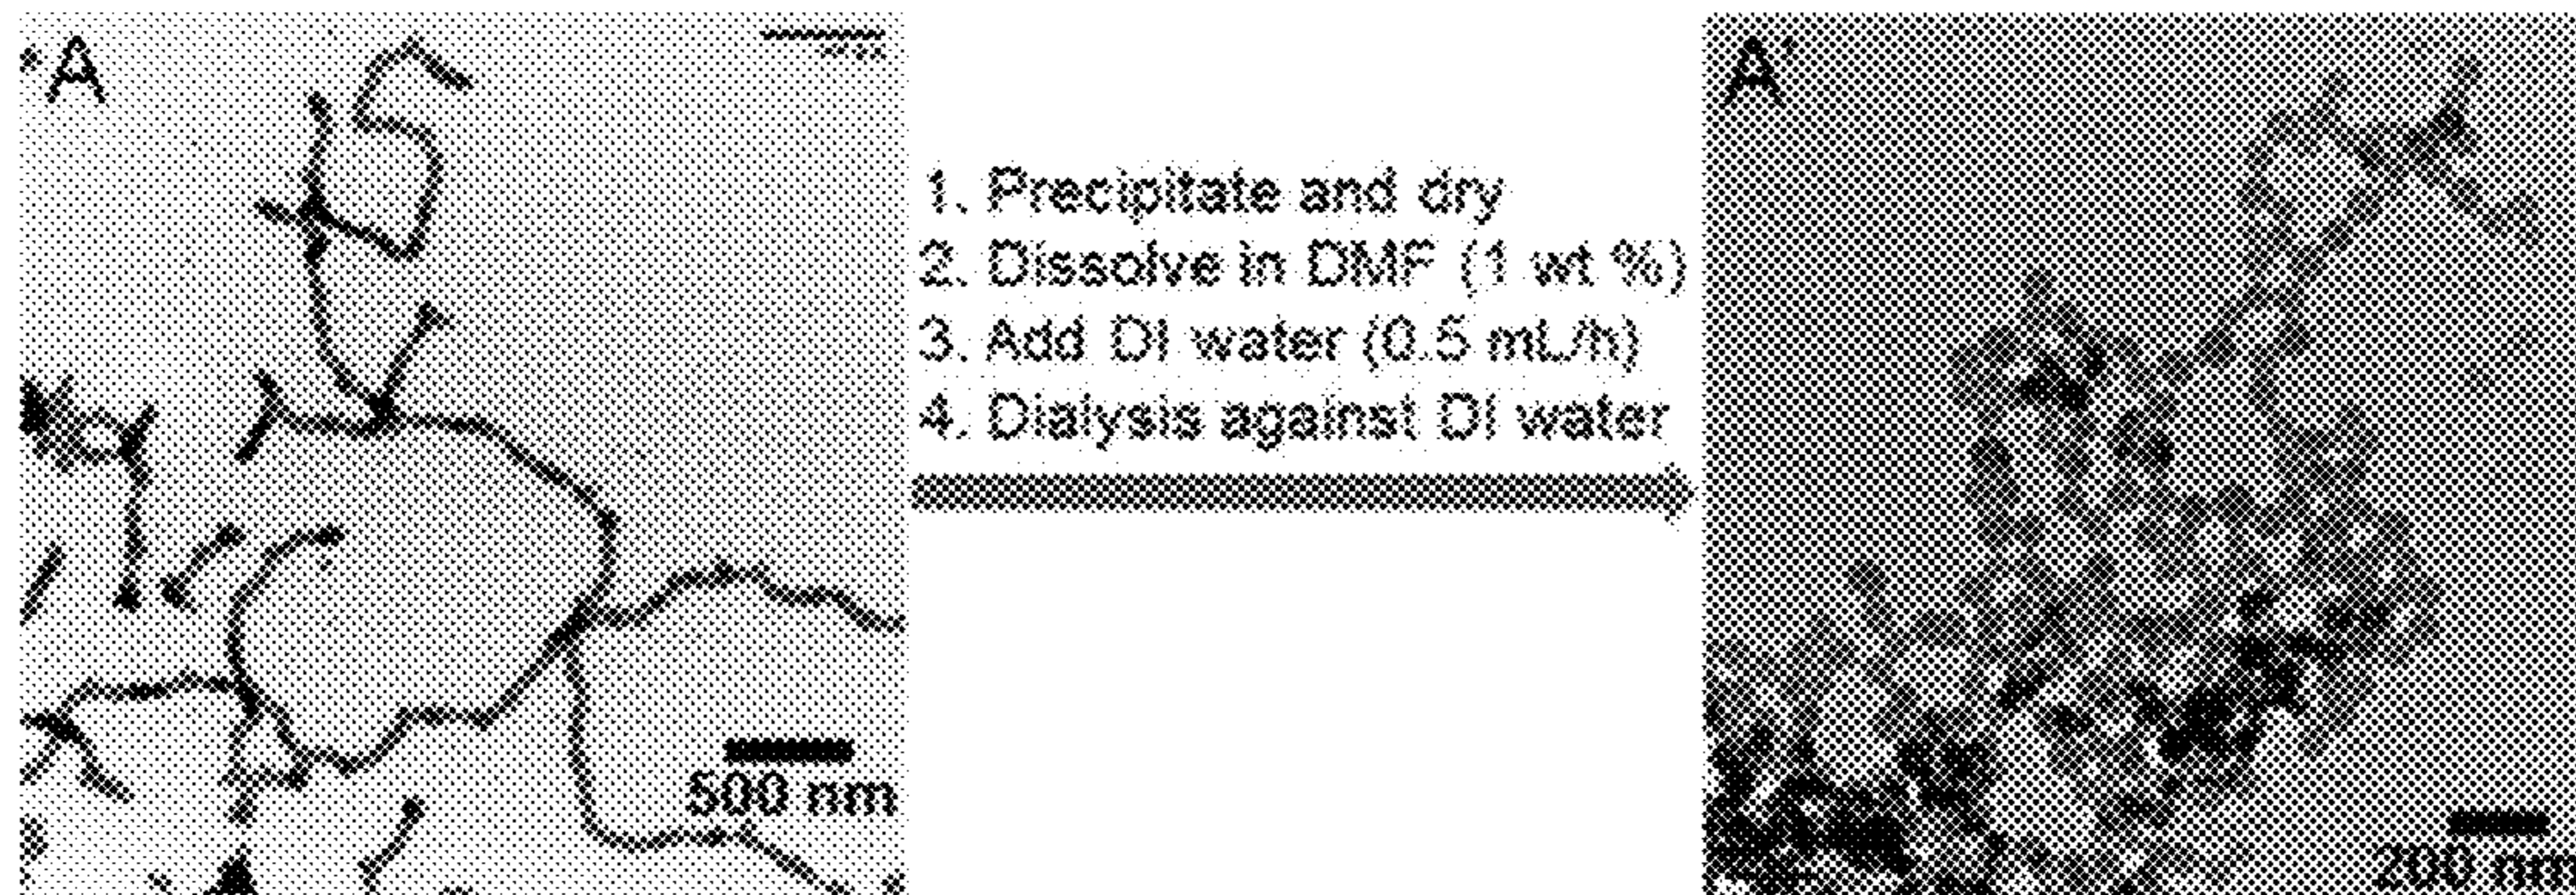 A
1. Precipitate and dry
2. Dissolve in DMF (1 wt %)
3. Add DI water (0.5 mL/h)
4. Dialysis against DI water
500 nm
A'
200 nm